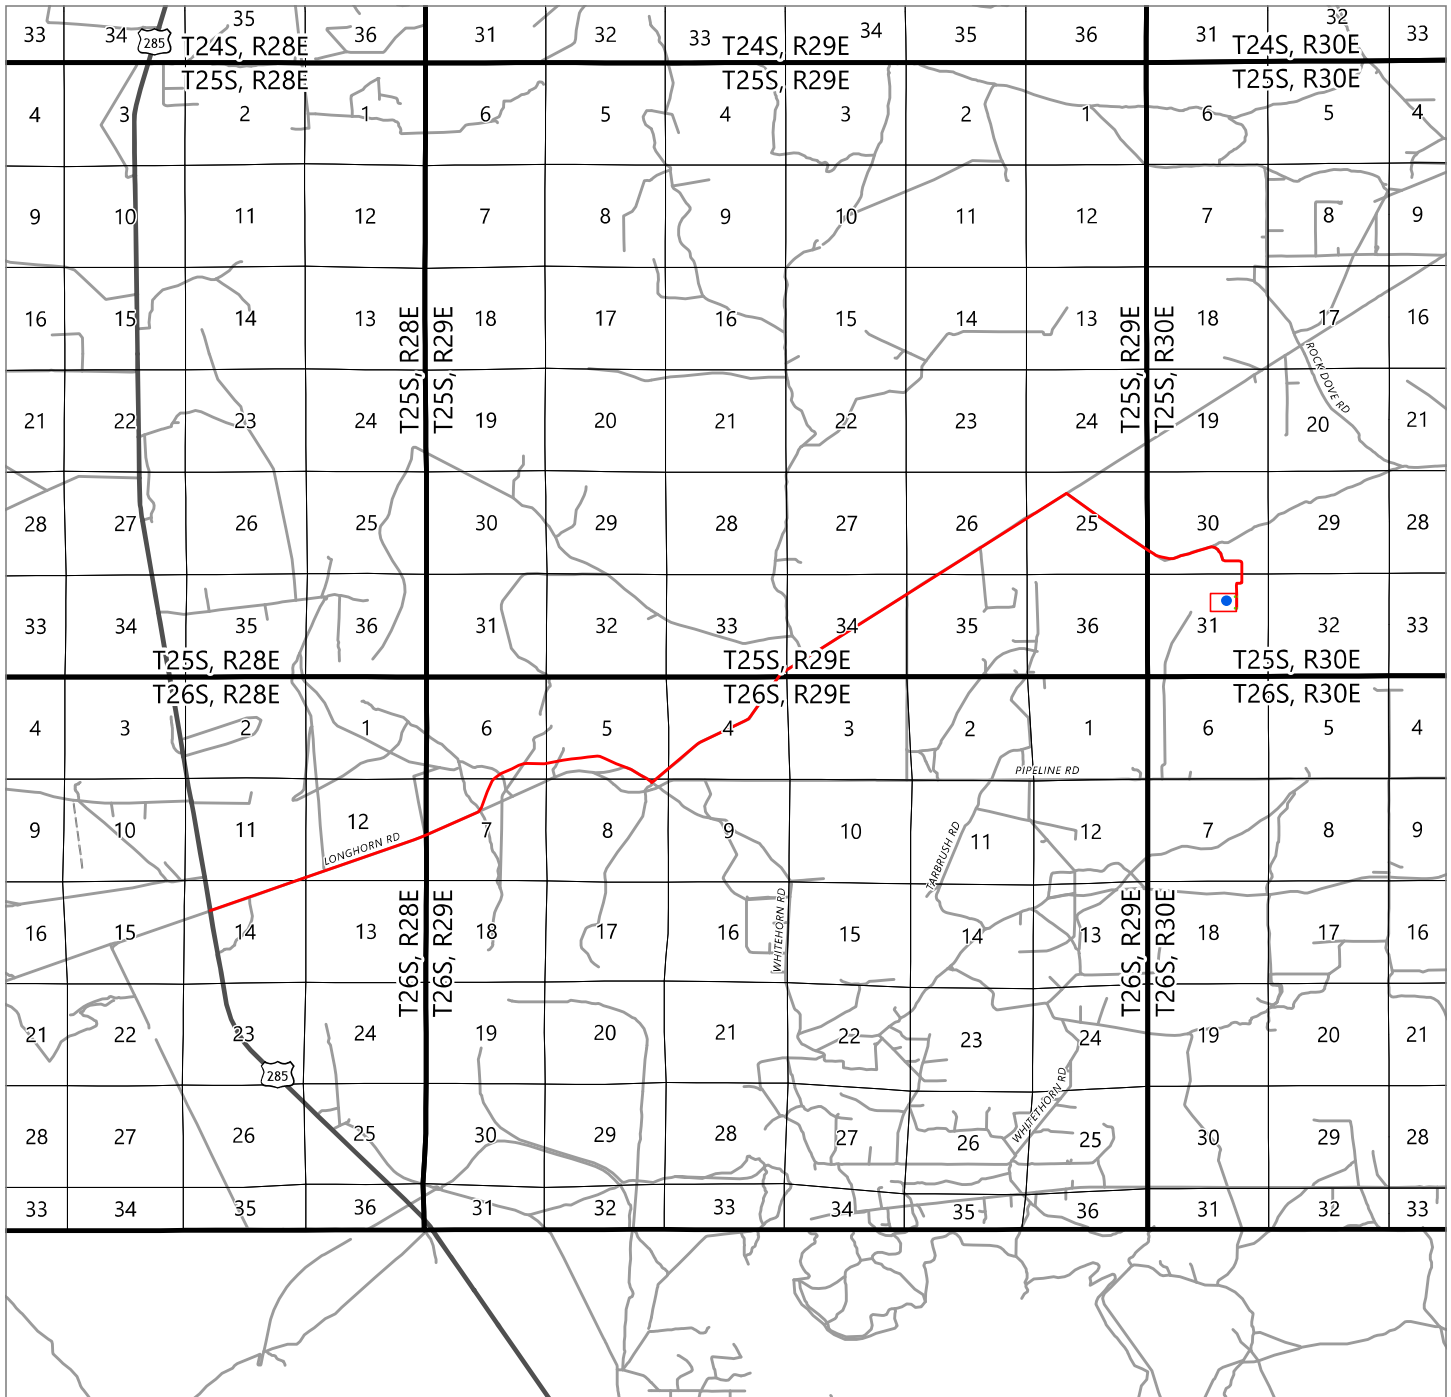 33 34 35 36 31 32 33 34 35 36 31 32 33
285
T24S, R28E T24S, R29E T24S, R30E
T25S, R28E T25S, R29E T25S, R30E
4 3 2 1 6 5 4 3 2 1 6 5 4
9 10 11 12 7 8 9 10 11 12 7 8 9
16 15 14 13 18 17 16 15 14 13 18 17 16
T25S, R28E
T25S, R29E
T25S, R29E
T25S, R30E
ROCK DOVE RD
21 22 23 24 19 20 21 22 23 24 19 20 21
28 27 26 25 30 29 28 27 26 25 30 29 28
33 34 35 36 31 32 33 34 35 36 31 32 33
T25S, R28E T25S, R29E T25S, R30E
T26S, R28E T26S, R29E T26S, R30E
4 3 2 1 6 5 4 3 2 1 6 5 4
PIPELINE RD
9 10 11 12 7 8 9 10 11 12 7 8 9
LONGHORN RD
TARBRUSH RD
T26S, R28E
T26S, R29E
WHITEHORN RD
T26S, R29E
T26S, R30E
16 15 14 13 18 17 16 15 14 13 18 17 16
21 22 23 24 19 20 21 22 23 24 19 20 21
285
WHITETHORN RD
28 27 26 25 30 29 28 27 26 25 30 29 28
33 34 35 36 31 32 33 34 35 36 31 32 33